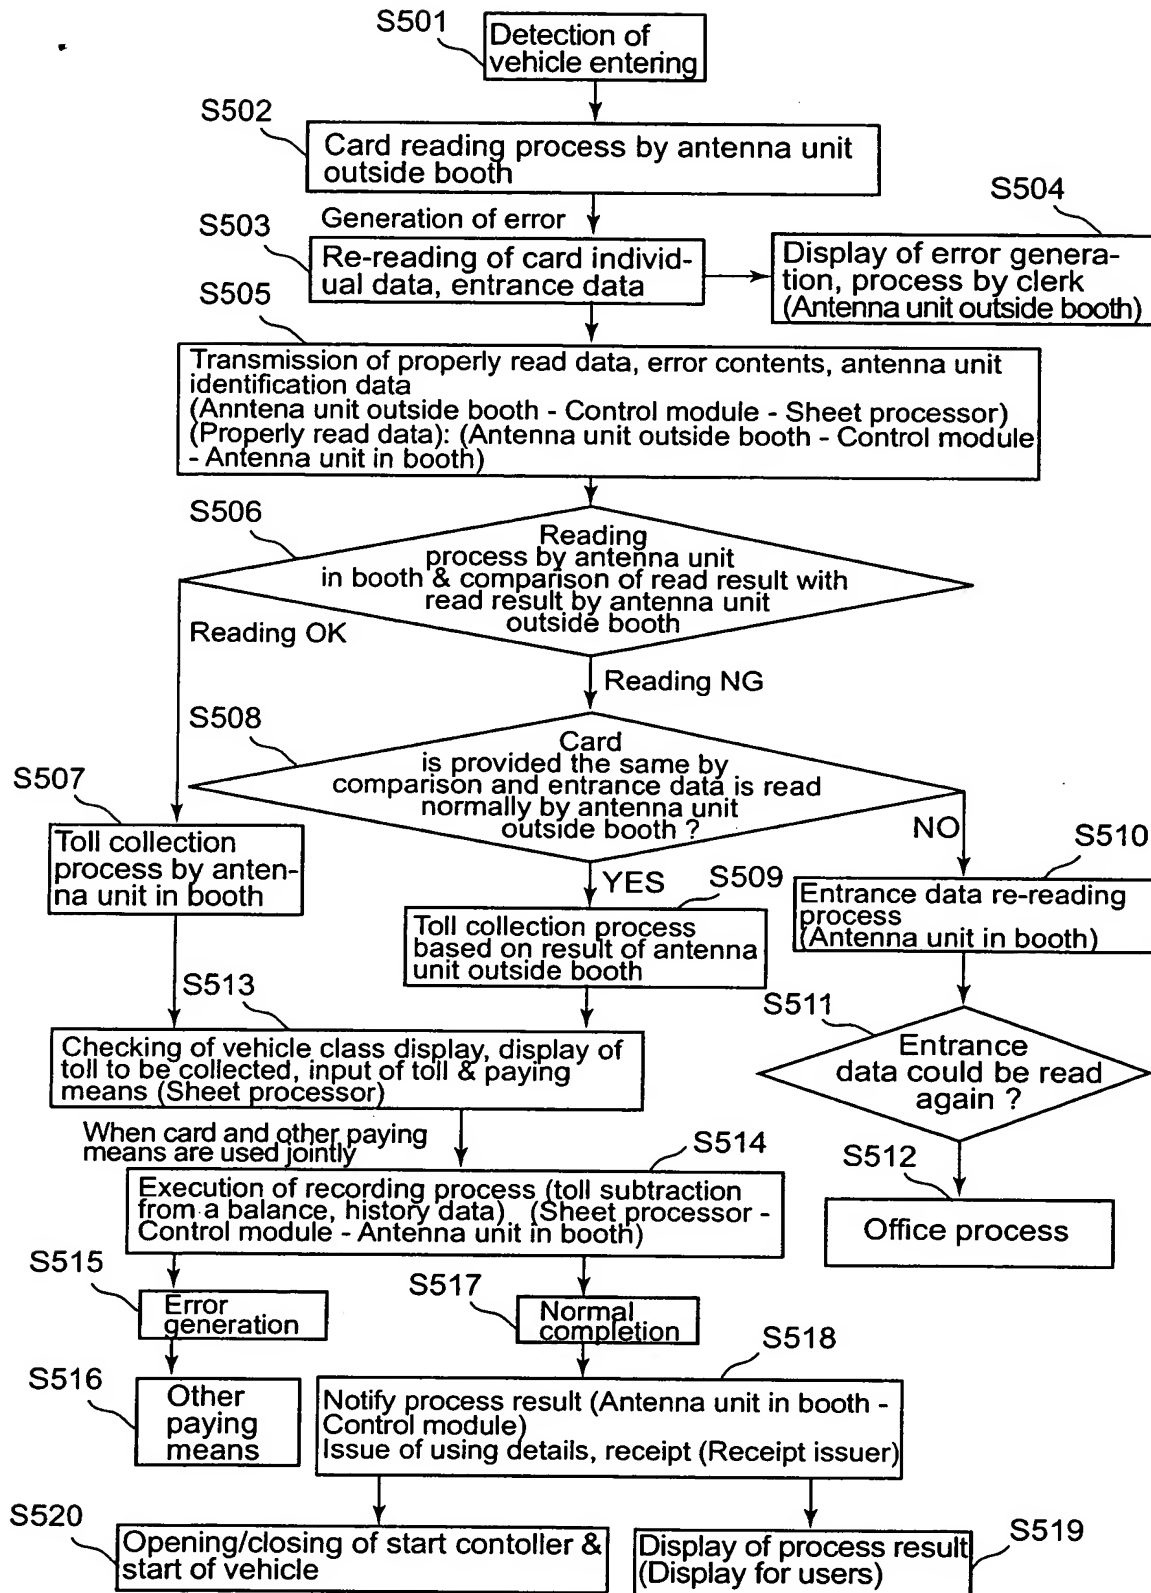 S501
Detection of
vehicle entering
S502
Card reading process by antenna unit
outside booth
Generation of error
S503
Re-reading of card individ-
ual data, entrance data
S504
Display of error genera-
tion, process by clerk
(Antenna unit outside booth)
S505
Transmission of properly read data, error contents, antenna unit
identification data
(Anntena unit outside booth - Control module - Sheet processor)
(Properly read data): (Antenna unit outside booth - Control module
- Antenna unit in booth)
S506
Reading
process by antenna unit
in booth & comparison of read result with
read result by antenna unit
outside booth
Reading OK
Reading NG
S508
Card
is provided the same by
comparison and entrance data is read
normally by antenna unit
outside booth ?
S507
Toll collection
process by anten-
na unit in booth
YES
NO
S509
Toll collection process
based on result of antenna
unit outside booth
S510
Entrance data re-reading
process
(Antenna unit in booth)
S511
Entrance
data could be read
again ?
S512
Office process
S513
Checking of vehicle class display, display of
toll to be collected, input of toll & paying
means (Sheet processor)
When card and other paying
means are used jointly
S514
Execution of recording process (toll subtraction
from a balance, history data) (Sheet processor -
Control module - Antenna unit in booth)
S515
Error
generation
S517
Normal
completion
S516
Other
paying
means
S518
Notify process result (Antenna unit in booth -
Control module)
Issue of using details, receipt (Receipt issuer)
S520
Opening/closing of start contoller &
start of vehicle
S519
Display of process result
(Display for users)